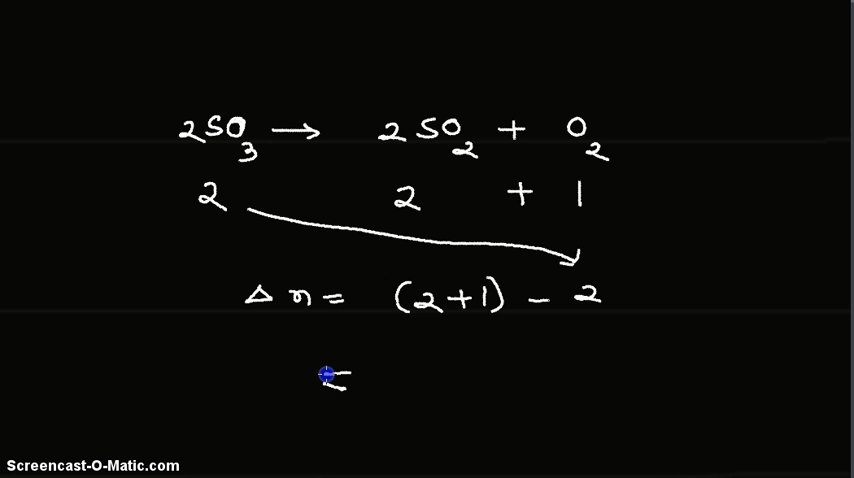 2SO₃ → 2SO₂ + O₂
2 2 + 1
Δn = (2+1) - 2
=
Screencast-O-Matic.com